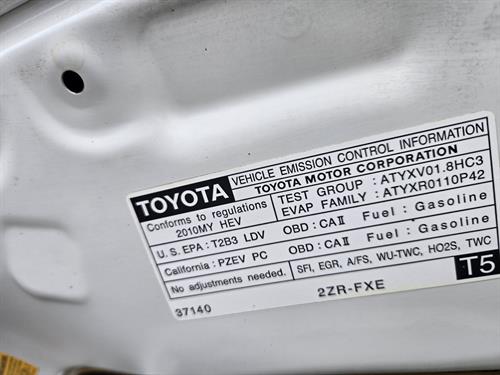 TOYOTA VEHICLE EMISSION CONTROL INFORMATION
TOYOTA MOTOR CORPORATION
Conforms to regulations
2010MY HEV
TEST GROUP : ATYXV01.8HC3
EVAP FAMILY : ATYXR0110P42
U.S. EPA: T2B3 LDV OBD: CAII Fuel : Gasoline
California: PZEV PC OBD: CAII Fuel : Gasoline
No adjustments needed. SFI, EGR, A/FS, WU-TWC, HO2S, TWC
37140 2ZR-FXE T5